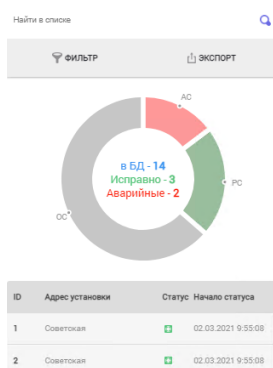 Найти в списке
ФИЛЬТР ЭКСПОРТ
АС
в БД - 14
Исправно - 3
Аварийные - 2
РС
ОС
ID Адрес установки Статус Начало статуса
1 Советская 02.03.2021 9:55:08
2 Советская 02.03.2021 9:55:08